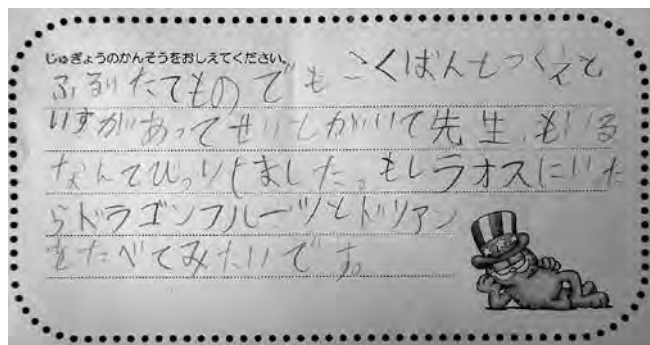 じゅぎょうのかんそうをおしえてください。
ふるいたてものでも こくばんもつくえと
いすがあってせいとがいて先生、もいる
なんてびっりしました。もしラオスにいた
らドラゴンフルーツとドリアン
をたべてみたいです。